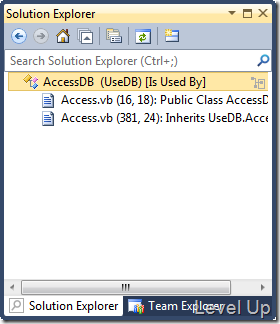 Solution Explorer
Search Solution Explorer (Ctrl+;)
AccessDB (UseDB) [Is Used By]
Access.vb (16, 18): Public Class AccessD
Access.vb (381, 24): Inherits UseDB.Acce
Level Up
Solution Explorer
Team Explorer